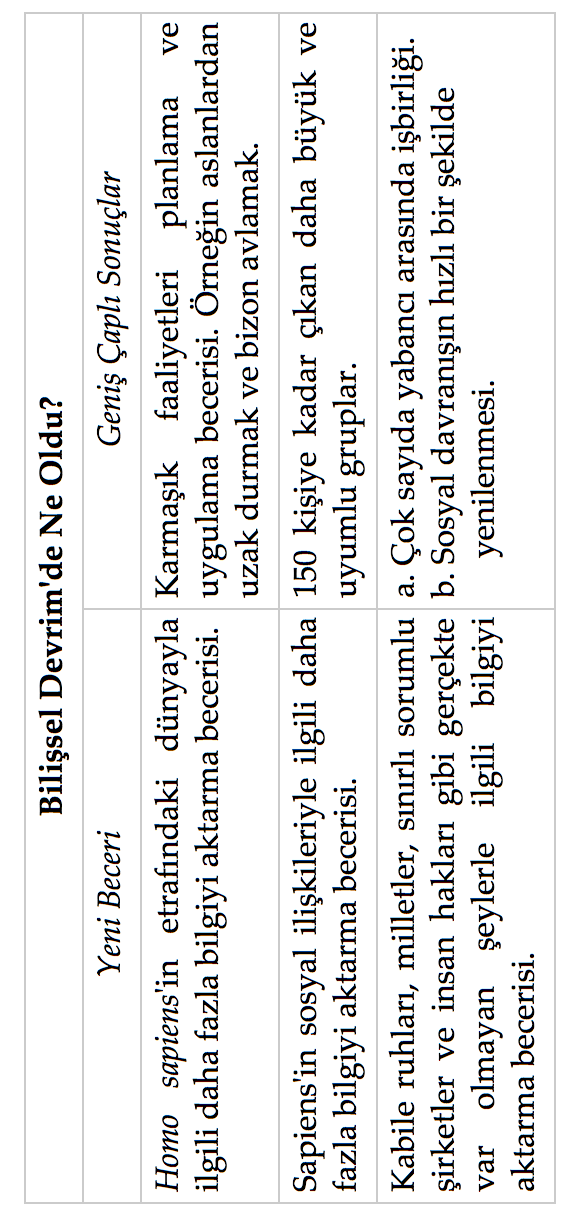 Bilişsel Devrim'de Ne Oldu?
Yeni Beceri
Geniş Çaplı Sonuçlar
Homo sapiens'in etrafındaki dünyayla
ilgili daha fazla bilgiyi aktarma becerisi.
Karmaşık faaliyetleri planlama ve
uygulama becerisi. Örneğin aslanlardan
uzak durmak ve bizon avlamak.
Sapiens'in sosyal ilişkileriyle ilgili daha
fazla bilgiyi aktarma becerisi.
150 kişiye kadar çıkan daha büyük ve
uyumlu gruplar.
Kabile ruhları, milletler, sınırlı sorumlu
şirketler ve insan hakları gibi gerçekte
var olmayan şeylerle ilgili bilgiyi
aktarma becerisi.
a. Çok sayıda yabancı arasında işbirliği.
b. Sosyal davranışın hızlı bir şekilde
yenilenmesi.